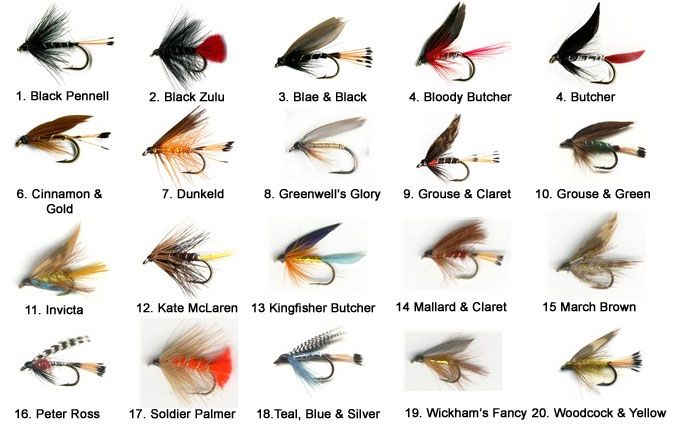 1. Black Pennell
2. Black Zulu
3. Blae & Black
4. Bloody Butcher
4. Butcher
6. Cinnamon &
Gold
7. Dunkeld
8. Greenwell's Glory
9. Grouse & Claret
10. Grouse & Green
11. Invicta
12. Kate McLaren
13 Kingfisher Butcher
14 Mallard & Claret
15 March Brown
16. Peter Ross
17. Soldier Palmer
18.Teal, Blue & Silver
19. Wickham's Fancy
20. Woodcock & Yellow